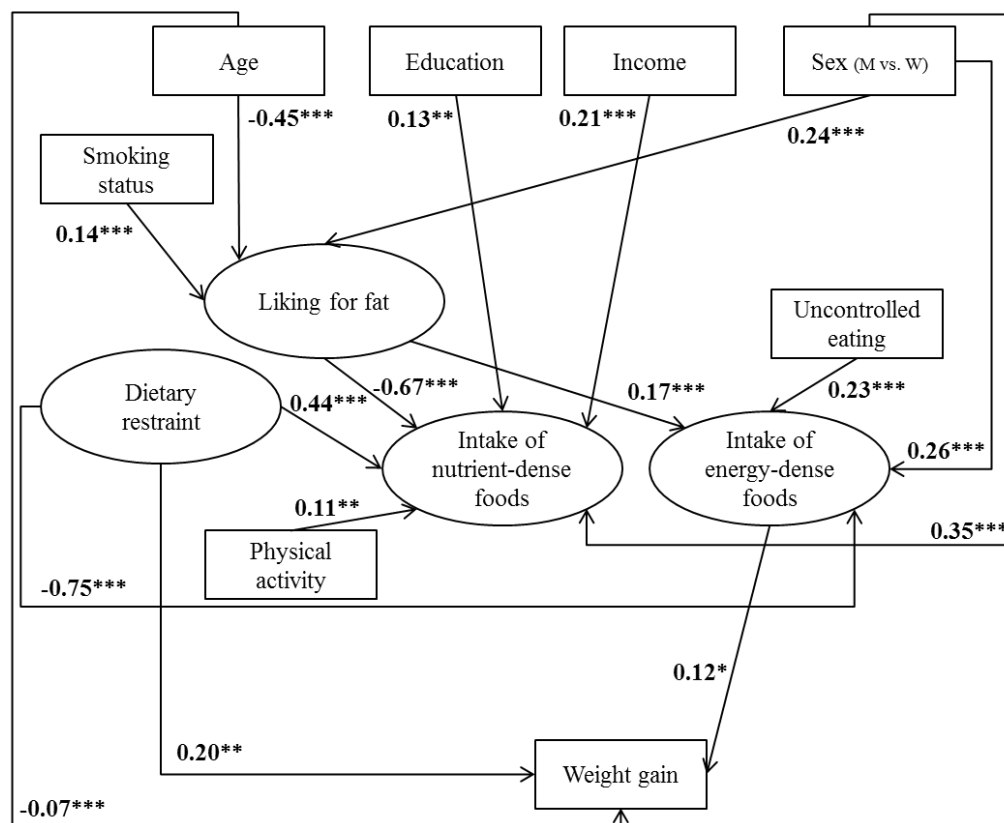 Age
Education
Income
Sex (M vs. W)
-0.45***
0.13**
0.21***
0.24***
Smoking
status
0.14***
Liking for fat
Uncontrolled
eating
Dietary
restraint
0.44***
-0.67***
0.17***
0.23***
Intake of
nutrient-dense
foods
Intake of
energy-dense
foods
0.26***
0.11**
Physical
activity
0.35***
-0.75***
0.12*
0.20**
Weight gain
-0.07***